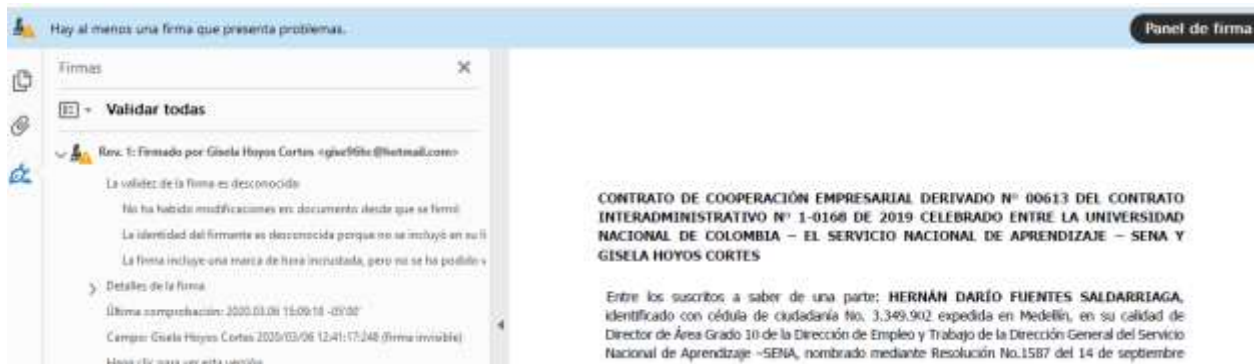 Hay al menos una firma que presenta problemas.
Panel de firma
Firmas
Validar todas
Rev. 1: Firmado por Gisela Hoyos Cortes
La validez de la firma es desconocida
No ha habido modificaciones en: documento desde que se firmó
La identidad del firmante es desconocida porque no se incluyó en su li
La firma incluye una marca de hora incrustada, pero no se ha podido v
Detalles de la firma
Última comprobación: 2020.03.06 15:09:18 -05'00'
Campo: Gisela Hoyos Cortes 2020/03/06 12:41:17:248 (firma invisible)
Haga clic para ver esta versión
CONTRATO DE COOPERACIÓN EMPRESARIAL DERIVADO Nº 00613 DEL CONTRATO
INTERADMINISTRATIVO Nº 1-0168 DE 2019 CELEBRADO ENTRE LA UNIVERSIDAD
NACIONAL DE COLOMBIA – EL SERVICIO NACIONAL DE APRENDIZAJE – SENA Y
GISELA HOYOS CORTES
Entre los suscritos a saber de una parte: HERNÁN DARÍO FUENTES SALDARRIAGA,
identificado con cédula de ciudadanía No. 3.349.902 expedida en Medellín, en su calidad de
Director de Área Grado 10 de la Dirección de Empleo y Trabajo de la Dirección General del Servicio
Nacional de Aprendizaje –SENA, nombrado mediante Resolución No.1587 del 14 de septiembre